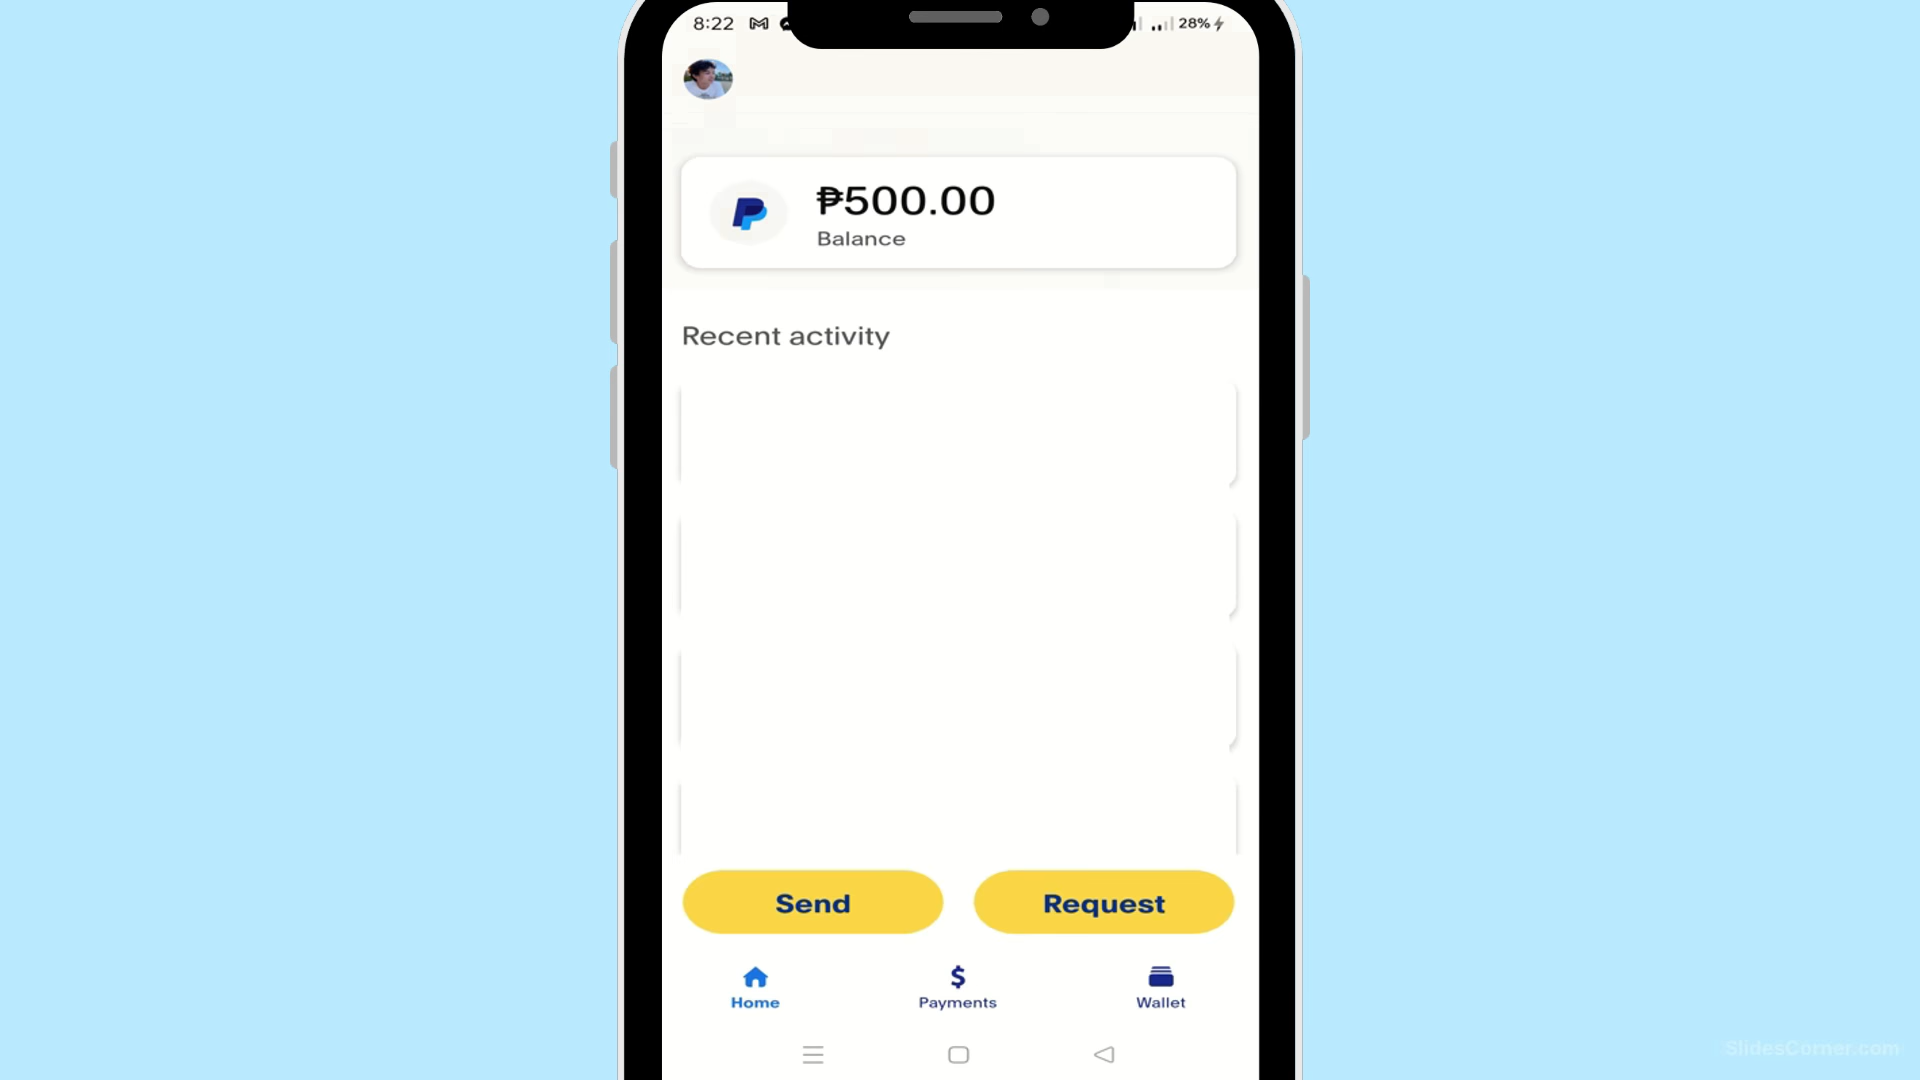 8:22
28%
₱500.00
Balance
Recent activity
Send
Request
Home
Payments
Wallet
SlidesCorner.com